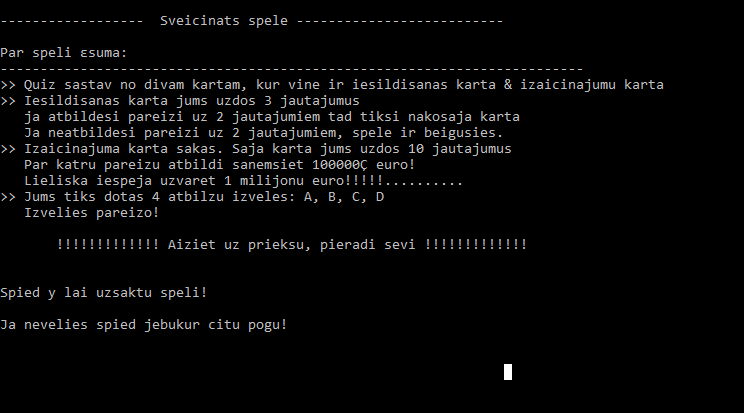 -----------------  Sveicinats spele --------------------------
Par speli εsuma:
-------------------------------------------------------------------------
>> Quiz sastav no divam kartam, kur vine ir iesildisanas karta & izaicinajumu karta
>> Iesildisanas karta jums uzdos 3 jautajumus
ja atbildesi pareizi uz 2 jautajumiem tad tiksi nakosaja karta
Ja neatbildesi pareizi uz 2 jautajumiem, spele ir beigusies.
>> Izaicinajuma karta sakas. Saja karta jums uzdos 10 jautajumus
Par katru pareizu atbildi sanemsiet 100000Ç euro!
Lieliska iespeja uzvaret 1 milijonu euro!!!!!..........
>> Jums tiks dotas 4 atbilzu izveles: A, B, C, D
Izvelies pareizo!
!!!!!!!!!!!!! Aiziet uz prieksu, pieradi sevi !!!!!!!!!!!!!
Spied y lai uzsaktu speli!
Ja nevelies spied jebukur citu pogu!